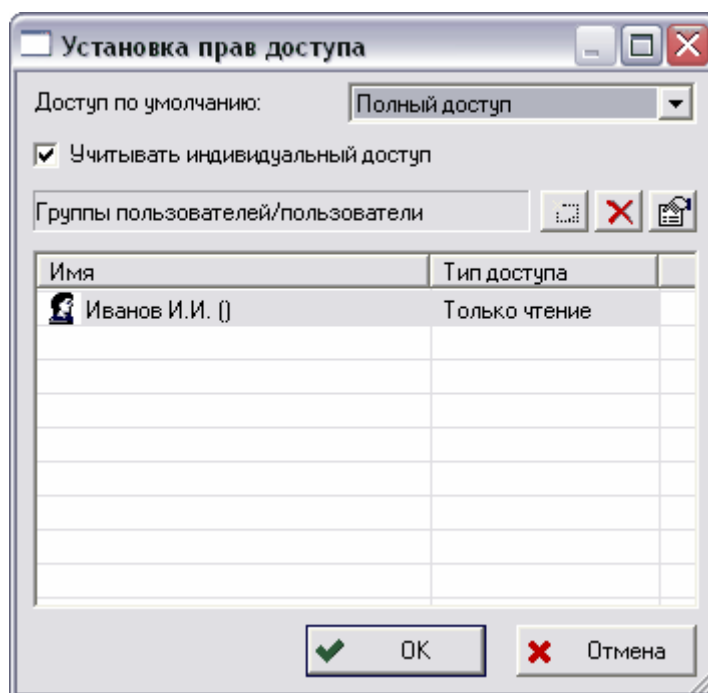 Установка прав доступа
Доступ по умолчанию: Полный доступ
Учитывать индивидуальный доступ
Группы пользователей/пользователи
Имя Тип доступа
Иванов И.И. () Только чтение
OK Отмена